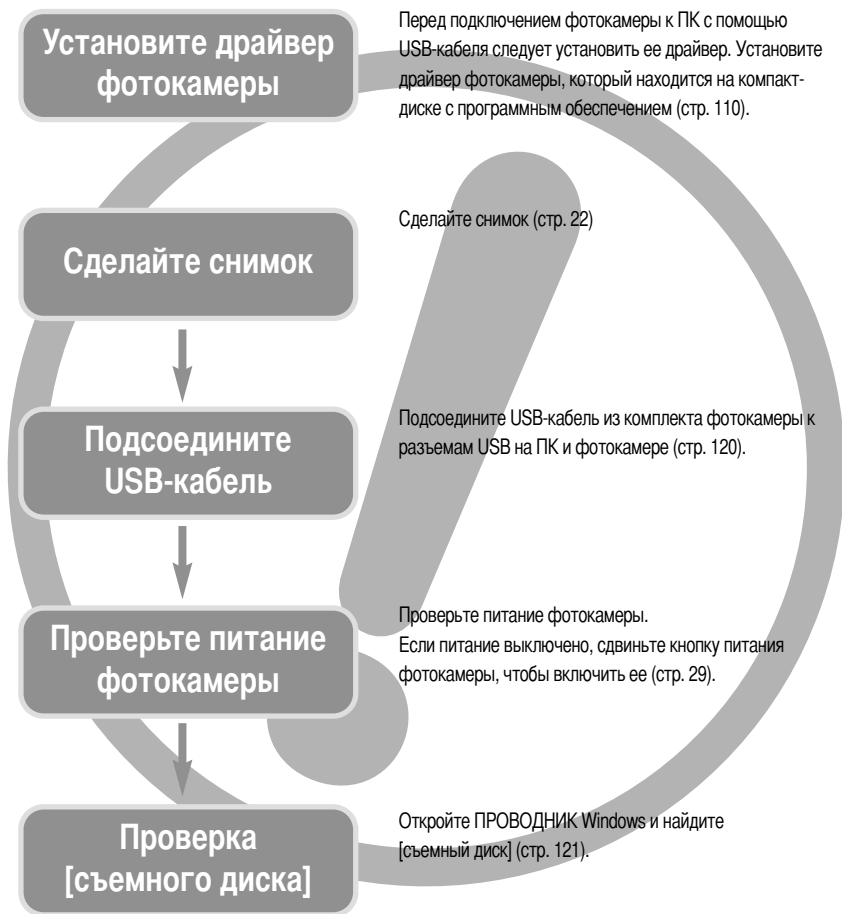 Установите драйвер
фотокамеры
Перед подключением фотокамеры к ПК с помощью
USB-кабеля следует установить ее драйвер. Установите
драйвер фотокамеры, который находится на компакт-
диске с программным обеспечением (стр. 110).
Сделайте снимок
Сделайте снимок (стр. 22)
Подсоедините
USB-кабель
Подсоедините USB-кабель из комплекта фотокамеры к
разъемам USB на ПК и фотокамере (стр. 120).
Проверьте питание
фотокамеры
Проверьте питание фотокамеры.
Если питание выключено, сдвиньте кнопку питания
фотокамеры, чтобы включить ее (стр. 29).
Проверка
[съемного диска]
Откройте ПРОВОДНИК Windows и найдите
[съемный диск] (стр. 121).